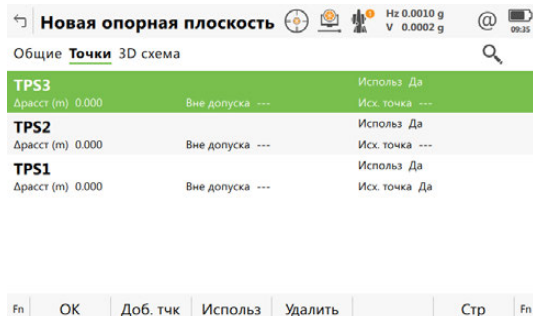 Новая опорная плоскость Hz 0.0010 g
V 0.0002 g @ 09:35
Общие Точки 3D схема
TPS3 Использ Да
Δрасст (m) 0.000 Вне допуска --- Исх. точка ---
TPS2 Использ Да
Δрасст (m) 0.000 Вне допуска --- Исх. точка ---
TPS1 Использ Да
Δрасст (m) 0.000 Вне допуска --- Исх. точка Да
Fn OK Доб. тчк Использ Удалить Стр Fn